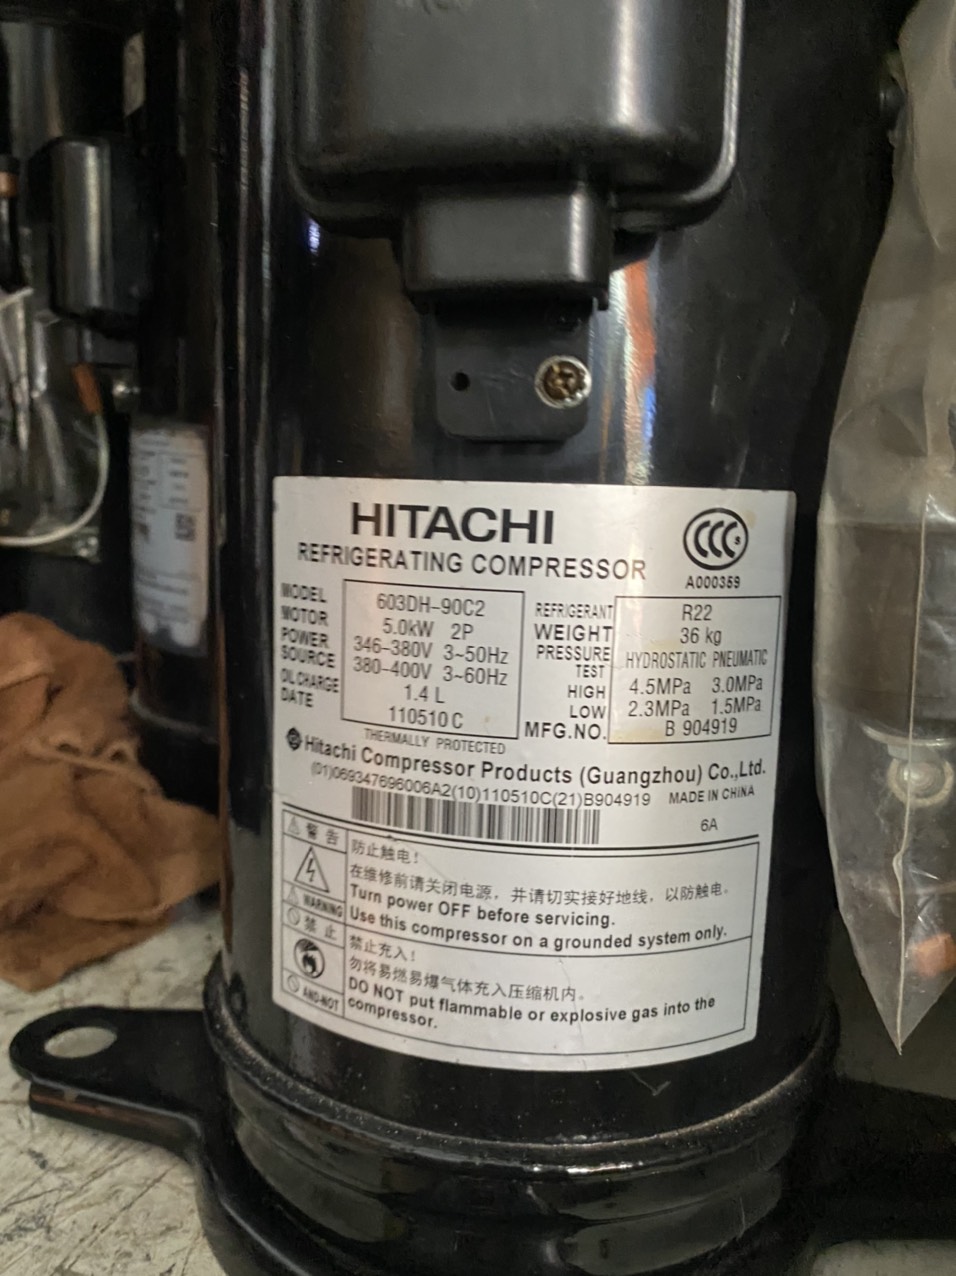 HITACHI
REFRIGERATING COMPRESSOR
CCC S
A000359
MODEL 603DH-90C2
MOTOR 5.0kW 2P
POWER SOURCE 346-380V 3~50Hz
380-400V 3~60Hz
OIL CHARGE 1.4 L
DATE 110510 C
REFRIGERANT R22
WEIGHT 36 kg
PRESSURE TEST HYDROSTATIC PNEUMATIC
HIGH 4.5MPa 3.0MPa
LOW 2.3MPa 1.5MPa
MFG.NO. B 904919
THERMALLY PROTECTED
Hitachi Compressor Products (Guangzhou) Co.,Ltd.
(01)069347696006A2(10)110510C(21)B904919 MADE IN CHINA
6A
警告
防止触电!
在维修前请关闭电源，并请切实接好地线，以防触电。
Turn power OFF before servicing.
WARNING
Use this compressor on a grounded system only.
禁止
禁止充入!
勿将易燃易爆气体充入压缩机内。
DO NOT put flammable or explosive gas into the
compressor.